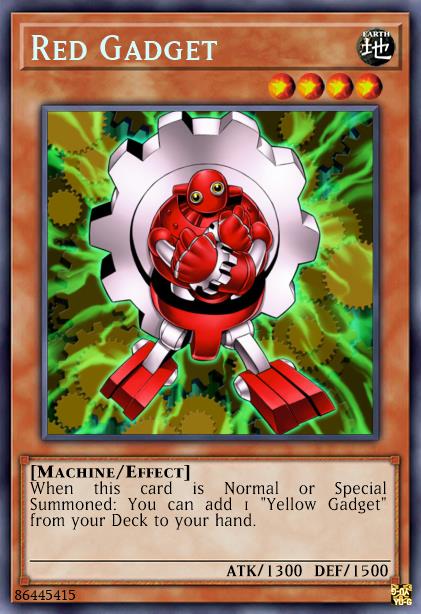 RED GADGET
EARTH
地
[MACHINE/EFFECT]
When this card is Normal or Special
Summoned: You can add 1 "Yellow Gadget"
from your Deck to your hand.
ATK/1300 DEF/1500
86445415